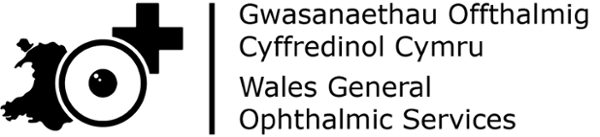 Gwasanaethau Offthalmig
Cyffredinol Cymru
Wales General
Ophthalmic Services